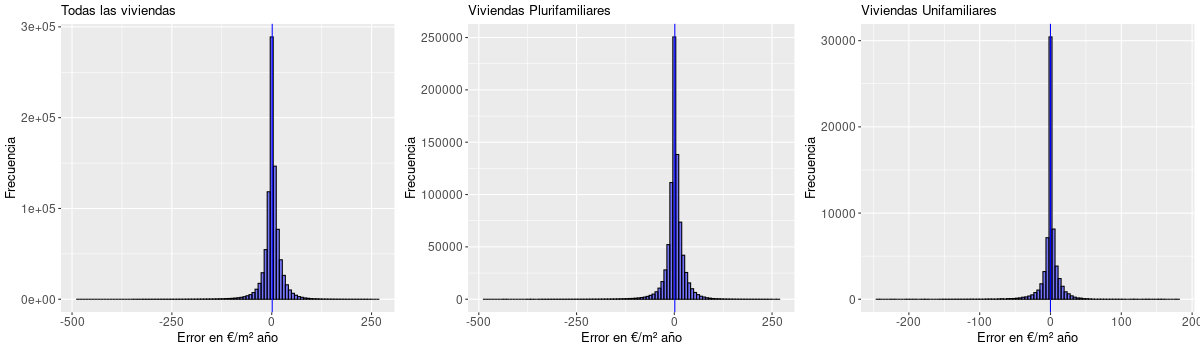 Todas las viviendas
3e+05
2e+05
1e+05
0e+00
Frecuencia
-500
-250
0
250
Error en €/m² año
Viviendas Plurifamiliares
250000
200000
150000
100000
50000
0
Frecuencia
-500
-250
0
250
Error en €/m² año
Viviendas Unifamiliares
30000
20000
10000
0
Frecuencia
-200
-100
0
100
200
Error en €/m² año